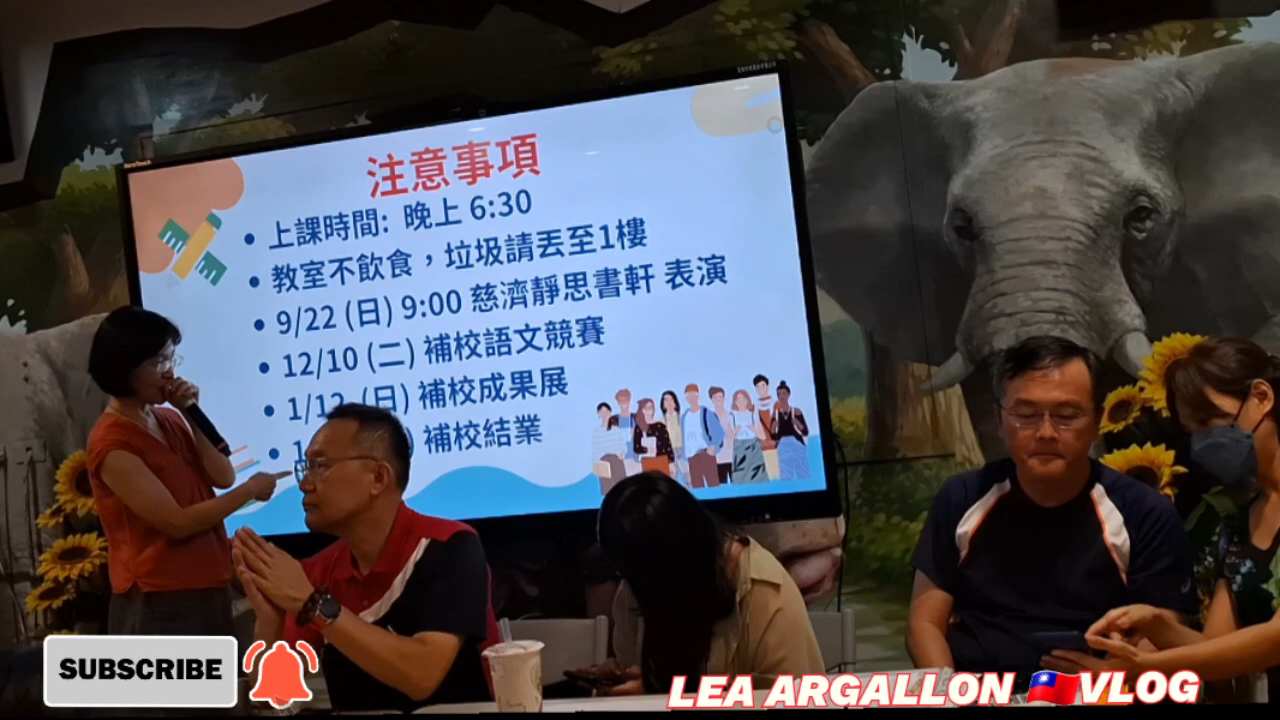 注意事項
上課時間: 晚上 6:30
教室不飲食，垃圾請丟至1樓
9/22 (日) 9:00 慈濟靜思書軒 表演
12/10 (二) 補校語文競賽
1/12 (日) 補校成果展
補校結業
SUBSCRIBE
LEA ARGALLON 🇹🇼VLOG